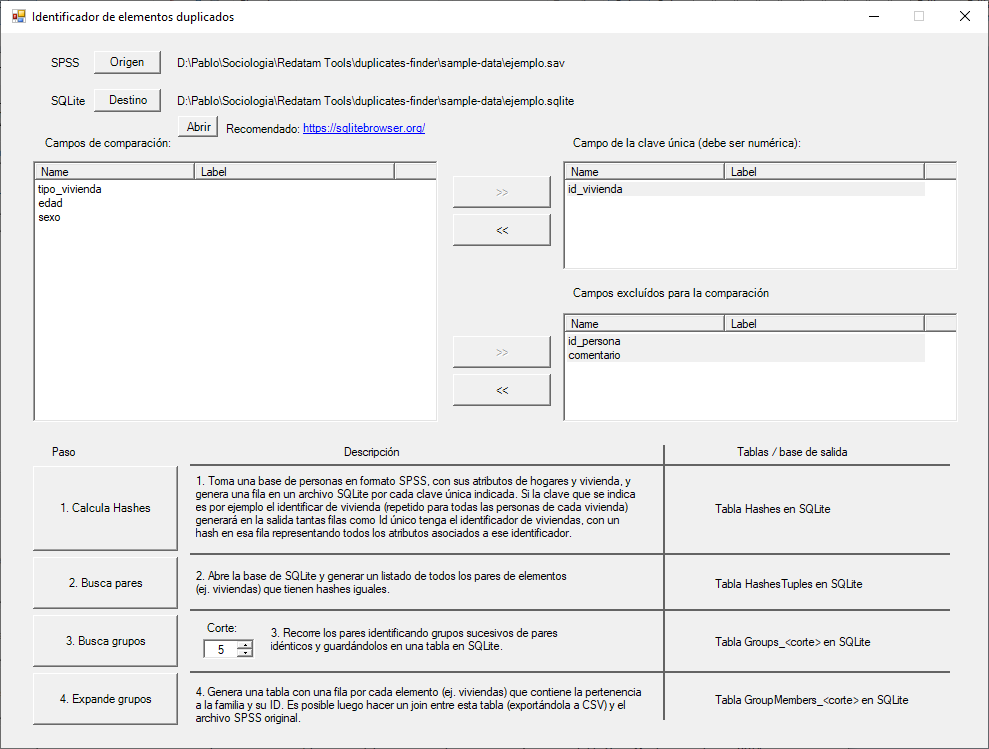 Identificador de elementos duplicados
SPSS Origen D:\Pablo\Sociologia\Redatam Tools\duplicates-finder\sample-data\ejemplo.sav
SQLite Destino D:\Pablo\Sociologia\Redatam Tools\duplicates-finder\sample-data\ejemplo.sqlite
Abrir Recomendado: https://sqlitebrowser.org/
Campos de comparación:
Name Label
tipo_vivienda
edad
sexo
>>
<<
Campo de la clave única (debe ser numérica):
Name Label
id_vivienda
>>
<<
Campos excluídos para la comparación
Name Label
id_persona
comentario
Paso Descripción Tablas / base de salida
1. Calcula Hashes
1. Toma una base de personas en formato SPSS, con sus atributos de hogares y vivienda, y
genera una fila en un archivo SQLite por cada clave única indicada. Si la clave que se indica
es por ejemplo el identificar de vivienda (repetido para todas las personas de cada vivienda)
generará en la salida tantas filas como Id único tenga el identificador de viviendas, con un
hash en esa fila representando todos los atributos asociados a ese identificador.
Tabla Hashes en SQLite
2. Busca pares
2. Abre la base de SQLite y generar un listado de todos los pares de elementos
(ej. viviendas) que tienen hashes iguales.
Tabla HashesTuples en SQLite
3. Busca grupos
Corte:
5
3. Recorre los pares identificando grupos sucesivos de pares
idénticos y guardándolos en una tabla en SQLite.
Tabla Groups_<corte> en SQLite
4. Expande grupos
4. Genera una tabla con una fila por cada elemento (ej. viviendas) que contiene la pertenencia
a la familia y su ID. Es posible luego hacer un join entre esta tabla (exportándola a CSV) y el
archivo SPSS original.
Tabla GroupMembers_<corte> en SQLite